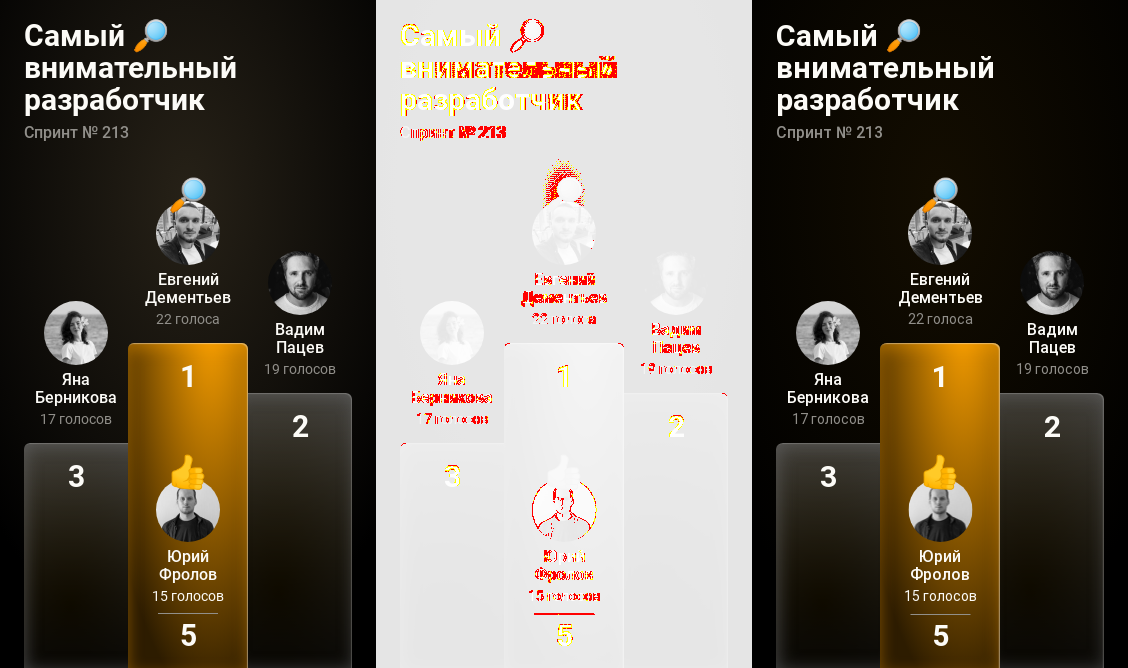 Самый 🔎
внимательный
разработчик
Спринт № 213
Евгений
Дементьев
22 голоса
Вадим
Пацев
19 голосов
Яна
Берникова
17 голосов
1
2
3
👍
Юрий
Фролов
15 голосов
5
Самый
внимательный
разработчик
Спринт № 213
Евгений
Дементьев
22 голоса
Вадим
Пацев
19 голосов
Яна
Берникова
17 голосов
1
2
3
Юрий
Фролов
15 голосов
5
Самый 🔎
внимательный
разработчик
Спринт № 213
Евгений
Дементьев
22 голоса
Вадим
Пацев
19 голосов
Яна
Берникова
17 голосов
1
2
3
👍
Юрий
Фролов
15 голосов
5